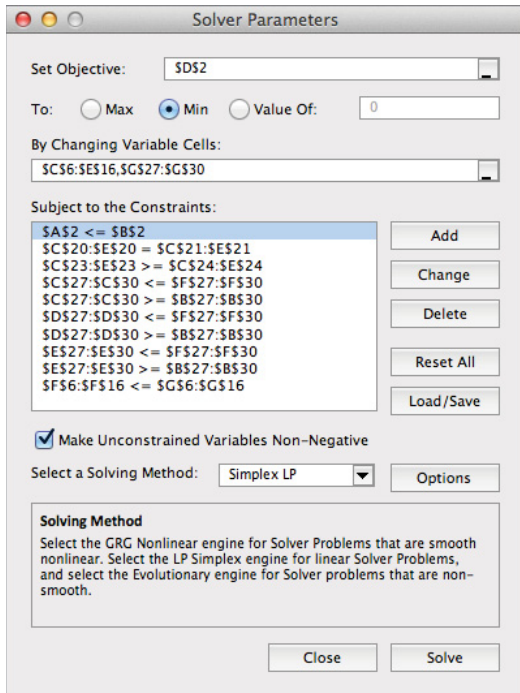 Solver Parameters
Set Objective: $D$2
To: Max Min Value Of: 0
By Changing Variable Cells:
$C$6:$E$16,$G$27:$G$30
Subject to the Constraints:
$A$2 <= $B$2
$C$20:$E$20 = $C$21:$E$21
$C$23:$E$23 >= $C$24:$E$24
$C$27:$C$30 <= $F$27:$F$30
$C$27:$C$30 >= $B$27:$B$30
$D$27:$D$30 <= $F$27:$F$30
$D$27:$D$30 >= $B$27:$B$30
$E$27:$E$30 <= $F$27:$F$30
$E$27:$E$30 >= $B$27:$B$30
$F$6:$F$16 <= $G$6:$G$16
Add
Change
Delete
Reset All
Load/Save
Make Unconstrained Variables Non-Negative
Select a Solving Method: Simplex LP Options
Solving Method
Select the GRG Nonlinear engine for Solver Problems that are smooth
nonlinear. Select the LP Simplex engine for linear Solver Problems,
and select the Evolutionary engine for Solver problems that are non-
smooth.
Close Solve